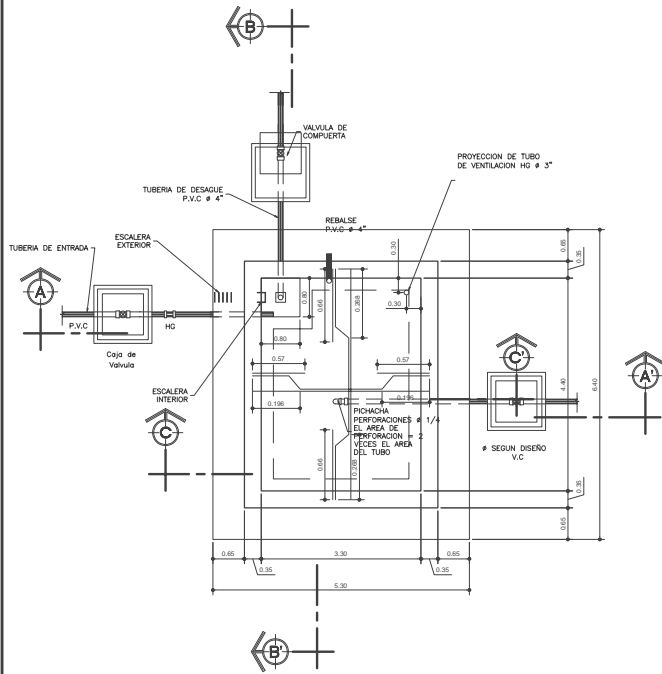 B
VALVULA DE
COMPUERTA
PROYECCION DE TUBO
DE VENTILACION HG ø 3"
TUBERIA DE DESAGUE
P.V.C ø 4"
REBALSE
P.V.C ø 4"
ESCALERA
EXTERIOR
TUBERIA DE ENTRADA
0.30
0.65
0.35
A
0.80
0.66
0.268
0.30
P.V.C
HG
Caja de
Valvula
0.80
C'
A'
0.57
0.57
4.40
6.40
ESCALERA
INTERIOR
0.196
0.196
C
PICHACHA
PERFORACIONES ø 1/4
EL AREA DE
PERFORACION = 2
VECES EL AREA
DEL TUBO
ø SEGUN DISEÑO
V.C
0.66
0.268
0.35
0.65
0.65
3.30
0.65
0.35
0.35
5.30
B'